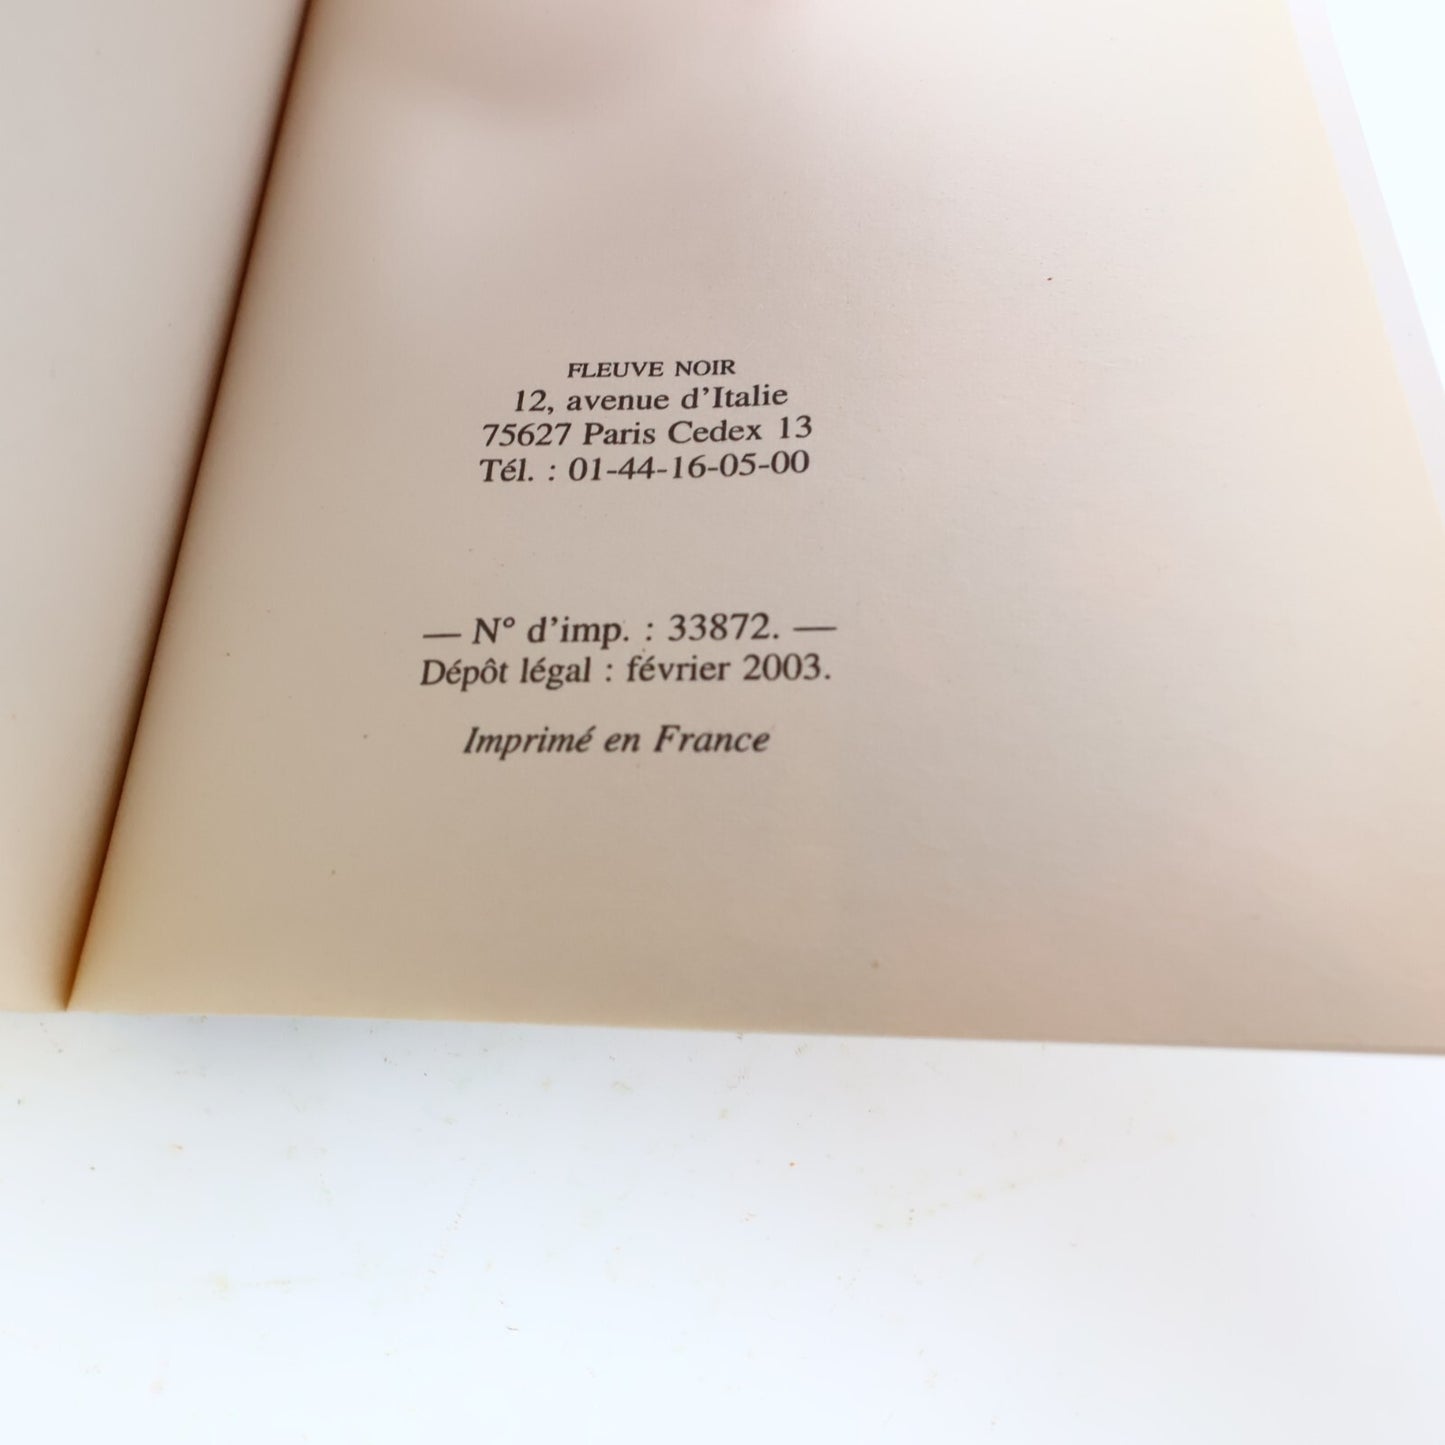 FLEUVE NOIR
12, avenue d'Italie
75627 Paris Cedex 13
Tél. : 01-44-16-05-00
— N° d'imp. : 33872. —
Dépôt légal : février 2003.
Imprimé en France